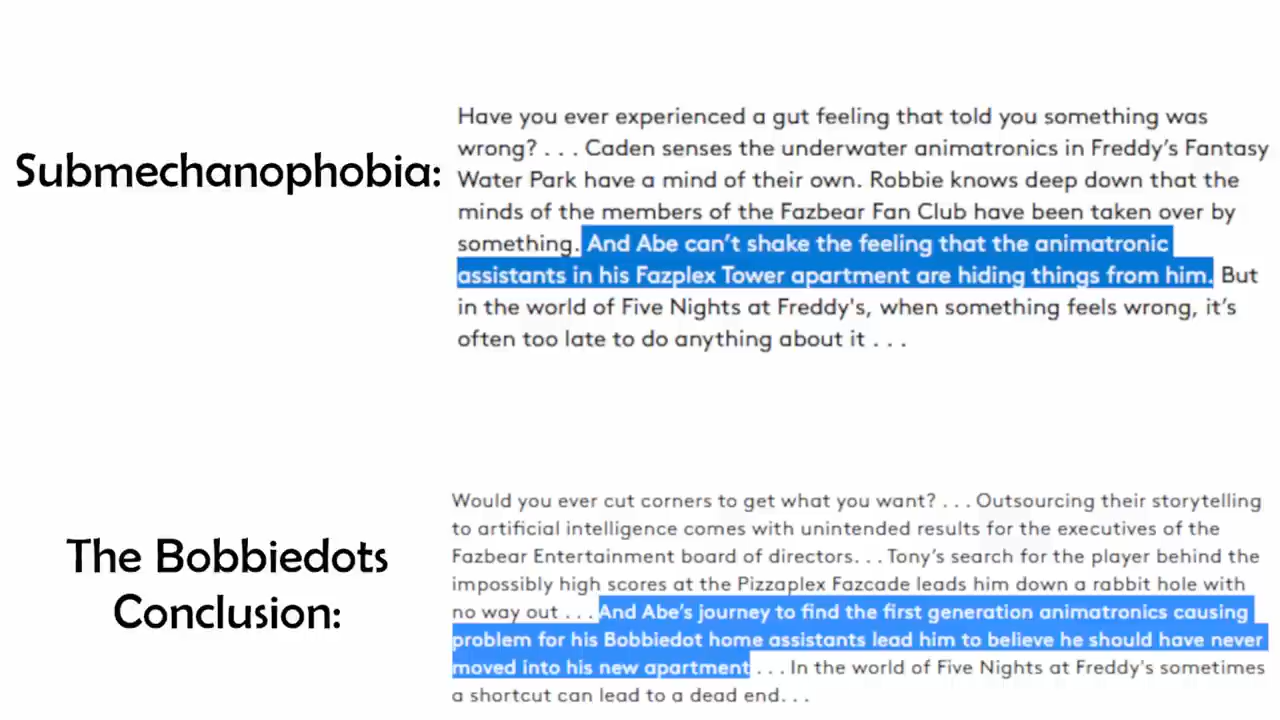 Submechanophobia:
Have you ever experienced a gut feeling that told you something was
wrong? . . . Caden senses the underwater animatronics in Freddy’s Fantasy
Water Park have a mind of their own. Robbie knows deep down that the
minds of the members of the Fazbear Fan Club have been taken over by
something. And Abe can’t shake the feeling that the animatronic
assistants in his Fazplex Tower apartment are hiding things from him. But
in the world of Five Nights at Freddy's, when something feels wrong, it’s
often too late to do anything about it . . .
The Bobbiedots
Conclusion:
Would you ever cut corners to get what you want? . . . Outsourcing their storytelling
to artificial intelligence comes with unintended results for the executives of the
Fazbear Entertainment board of directors. . . Tony’s search for the player behind the
impossibly high scores at the Pizzaplex Fazcade leads him down a rabbit hole with
no way out . . . And Abe’s journey to find the first generation animatronics causing
problem for his Bobbiedot home assistants lead him to believe he should have never
moved into his new apartment . . . In the world of Five Nights at Freddy's sometimes
a shortcut can lead to a dead end. . .